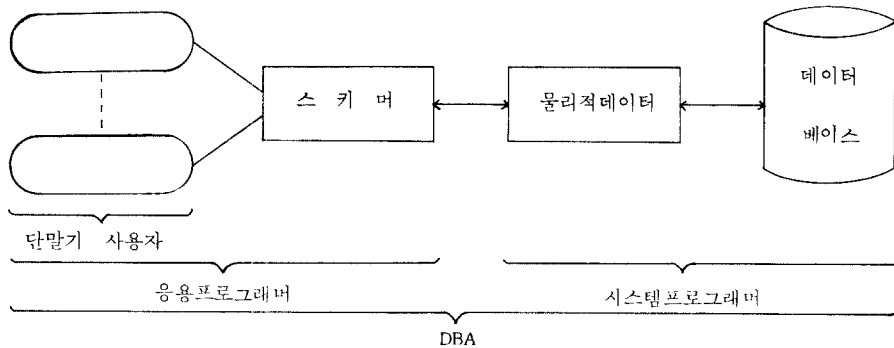 스 키 머
물리적데이터
데이터
베이스
단말기 사용자
응용프로그래머
시스템프로그래머
DBA